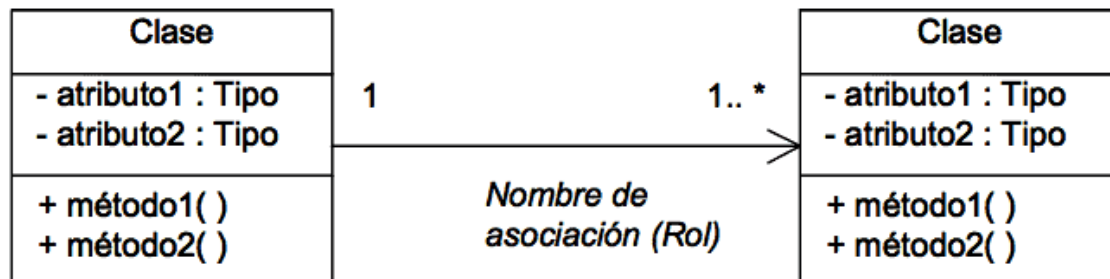 Clase
- atributo1 : Tipo
- atributo2 : Tipo
+ método1( )
+ método2( )
1
1.. *
Nombre de
asociación (Rol)
Clase
- atributo1 : Tipo
- atributo2 : Tipo
+ método1( )
+ método2( )